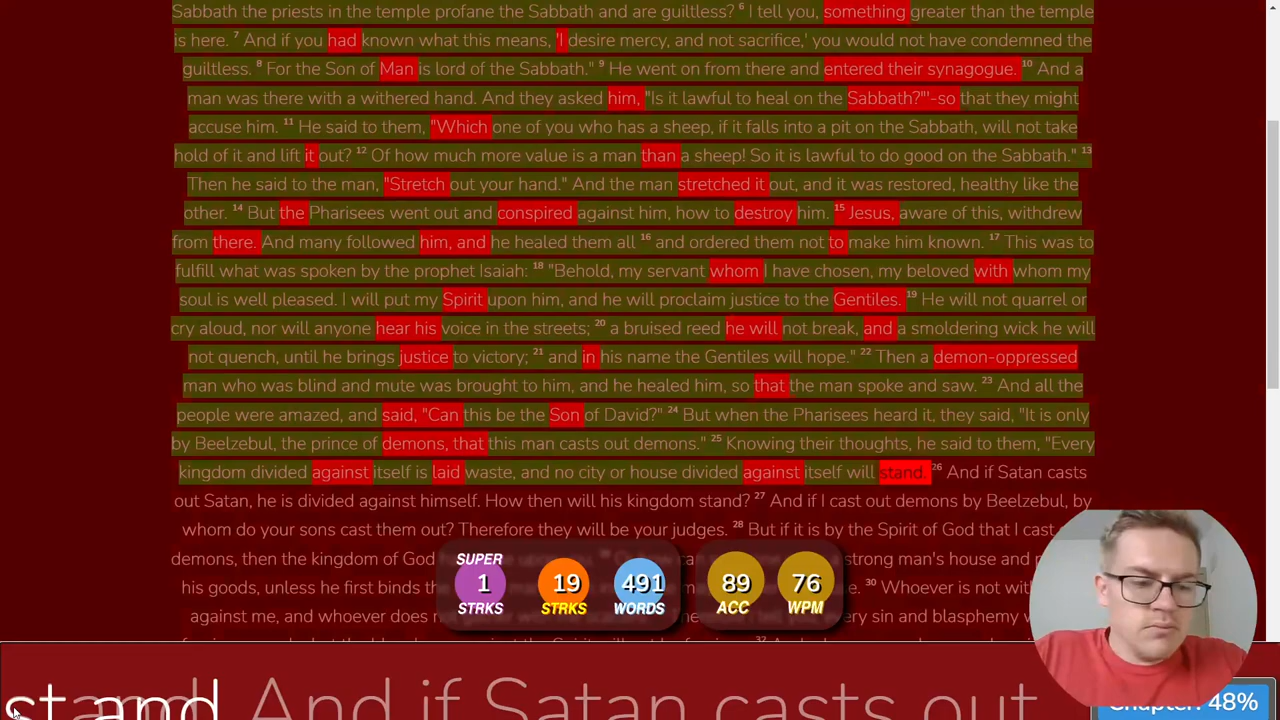 Sabbath the priests in the temple profane the Sabbath and are guiltless? 6 I tell you, something greater than the temple
is here. 7 And if you had known what this means, 'I desire mercy, and not sacrifice,' you would not have condemned the
guiltless. 8 For the Son of Man is lord of the Sabbath." 9 He went on from there and entered their synagogue. 10 And a
man was there with a withered hand. And they asked him, "Is it lawful to heal on the Sabbath?"'-so that they might
accuse him. 11 He said to them, "Which one of you who has a sheep, if it falls into a pit on the Sabbath, will not take
hold of it and lift it out? 12 Of how much more value is a man than a sheep! So it is lawful to do good on the Sabbath." 13
Then he said to the man, "Stretch out your hand." And the man stretched it out, and it was restored, healthy like the
other. 14 But the Pharisees went out and conspired against him, how to destroy him. 15 Jesus, aware of this, withdrew
from there. And many followed him, and he healed them all 16 and ordered them not to make him known. 17 This was to
fulfill what was spoken by the prophet Isaiah: 18 "Behold, my servant whom I have chosen, my beloved with whom my
soul is well pleased. I will put my Spirit upon him, and he will proclaim justice to the Gentiles. 19 He will not quarrel or
cry aloud, nor will anyone hear his voice in the streets; 20 a bruised reed he will not break, and a smoldering wick he will
not quench, until he brings justice to victory; 21 and in his name the Gentiles will hope." 22 Then a demon-oppressed
man who was blind and mute was brought to him, and he healed him, so that the man spoke and saw. 23 And all the
people were amazed, and said, "Can this be the Son of David?" 24 But when the Pharisees heard it, they said, "It is only
by Beelzebul, the prince of demons, that this man casts out demons." 25 Knowing their thoughts, he said to them, "Every
kingdom divided against itself is laid waste, and no city or house divided against itself will stand. 26 And if Satan casts
out Satan, he is divided against himself. How then will his kingdom stand? 27 And if I cast out demons by Beelzebul, by
whom do your sons cast them out? Therefore they will be your judges. 28 But if it is by the Spirit of God that I cast
demons, then the kingdom of God strong man's house and
his goods, unless he first binds the 30 Whoever is not
against me, and whoever does ery sin and blasphemy
SUPER
1
STRKS
19
STRKS
491
WORDS
89
ACC
76
WPM
stand. And if Satan casts out
st and
Chapter: 48%